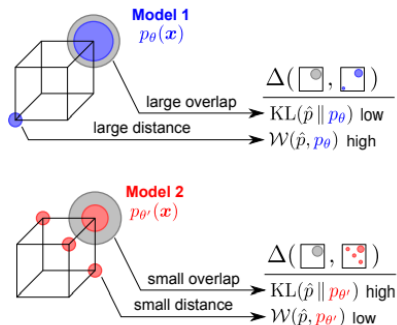 Model 1
pθ(x)
Δ( , )
large overlap
KL(p̂ ∥ pθ) low
large distance
𝒲(p̂, pθ) high
Model 2
pθ′(x)
Δ( , )
small overlap
KL(p̂ ∥ pθ′) high
small distance
𝒲(p̂, pθ′) low